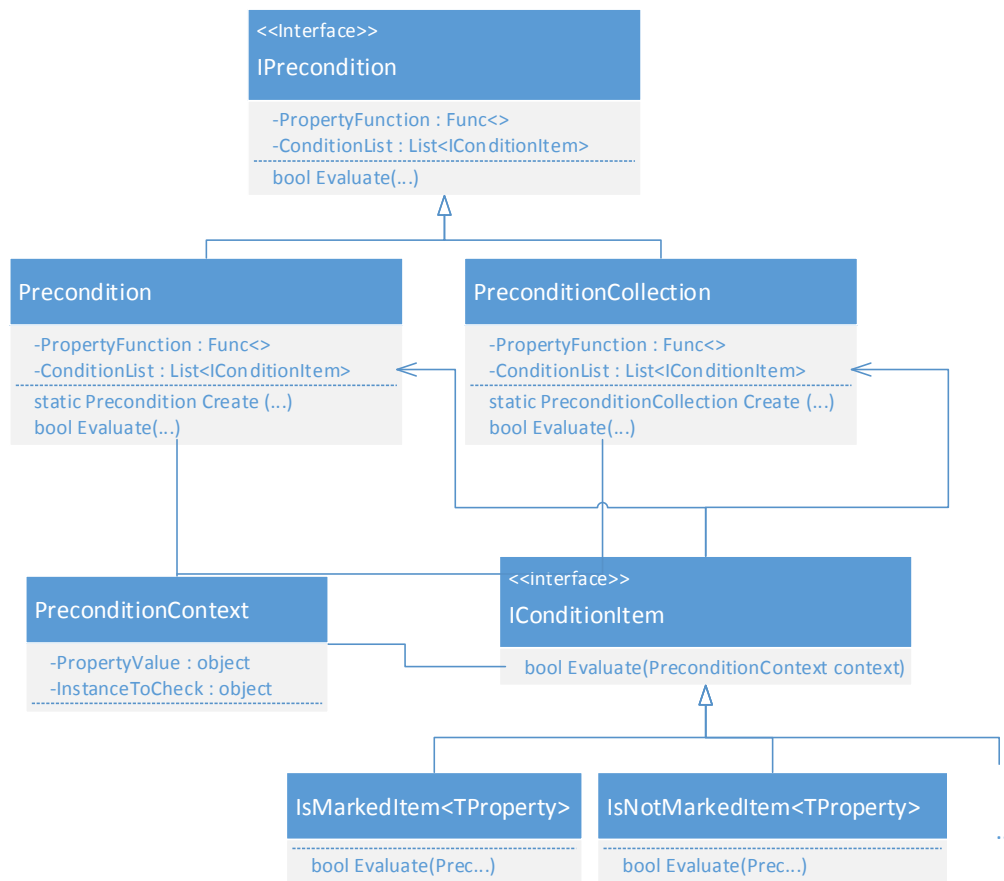 <<Interface>>
IPrecondition
-PropertyFunction : Func<>
-ConditionList : List<IConditionItem>
bool Evaluate(...)
Precondition
-PropertyFunction : Func<>
-ConditionList : List<IConditionItem>
static Precondition Create (...)
bool Evaluate(...)
PreconditionCollection
-PropertyFunction : Func<>
-ConditionList : List<IConditionItem>
static PreconditionCollection Create (...)
bool Evaluate(...)
PreconditionContext
-PropertyValue : object
-InstanceToCheck : object
<<interface>>
IConditionItem
bool Evaluate(PreconditionContext context)
IsMarkedItem<TProperty>
bool Evaluate(Prec...)
IsNotMarkedItem<TProperty>
bool Evaluate(Prec...)